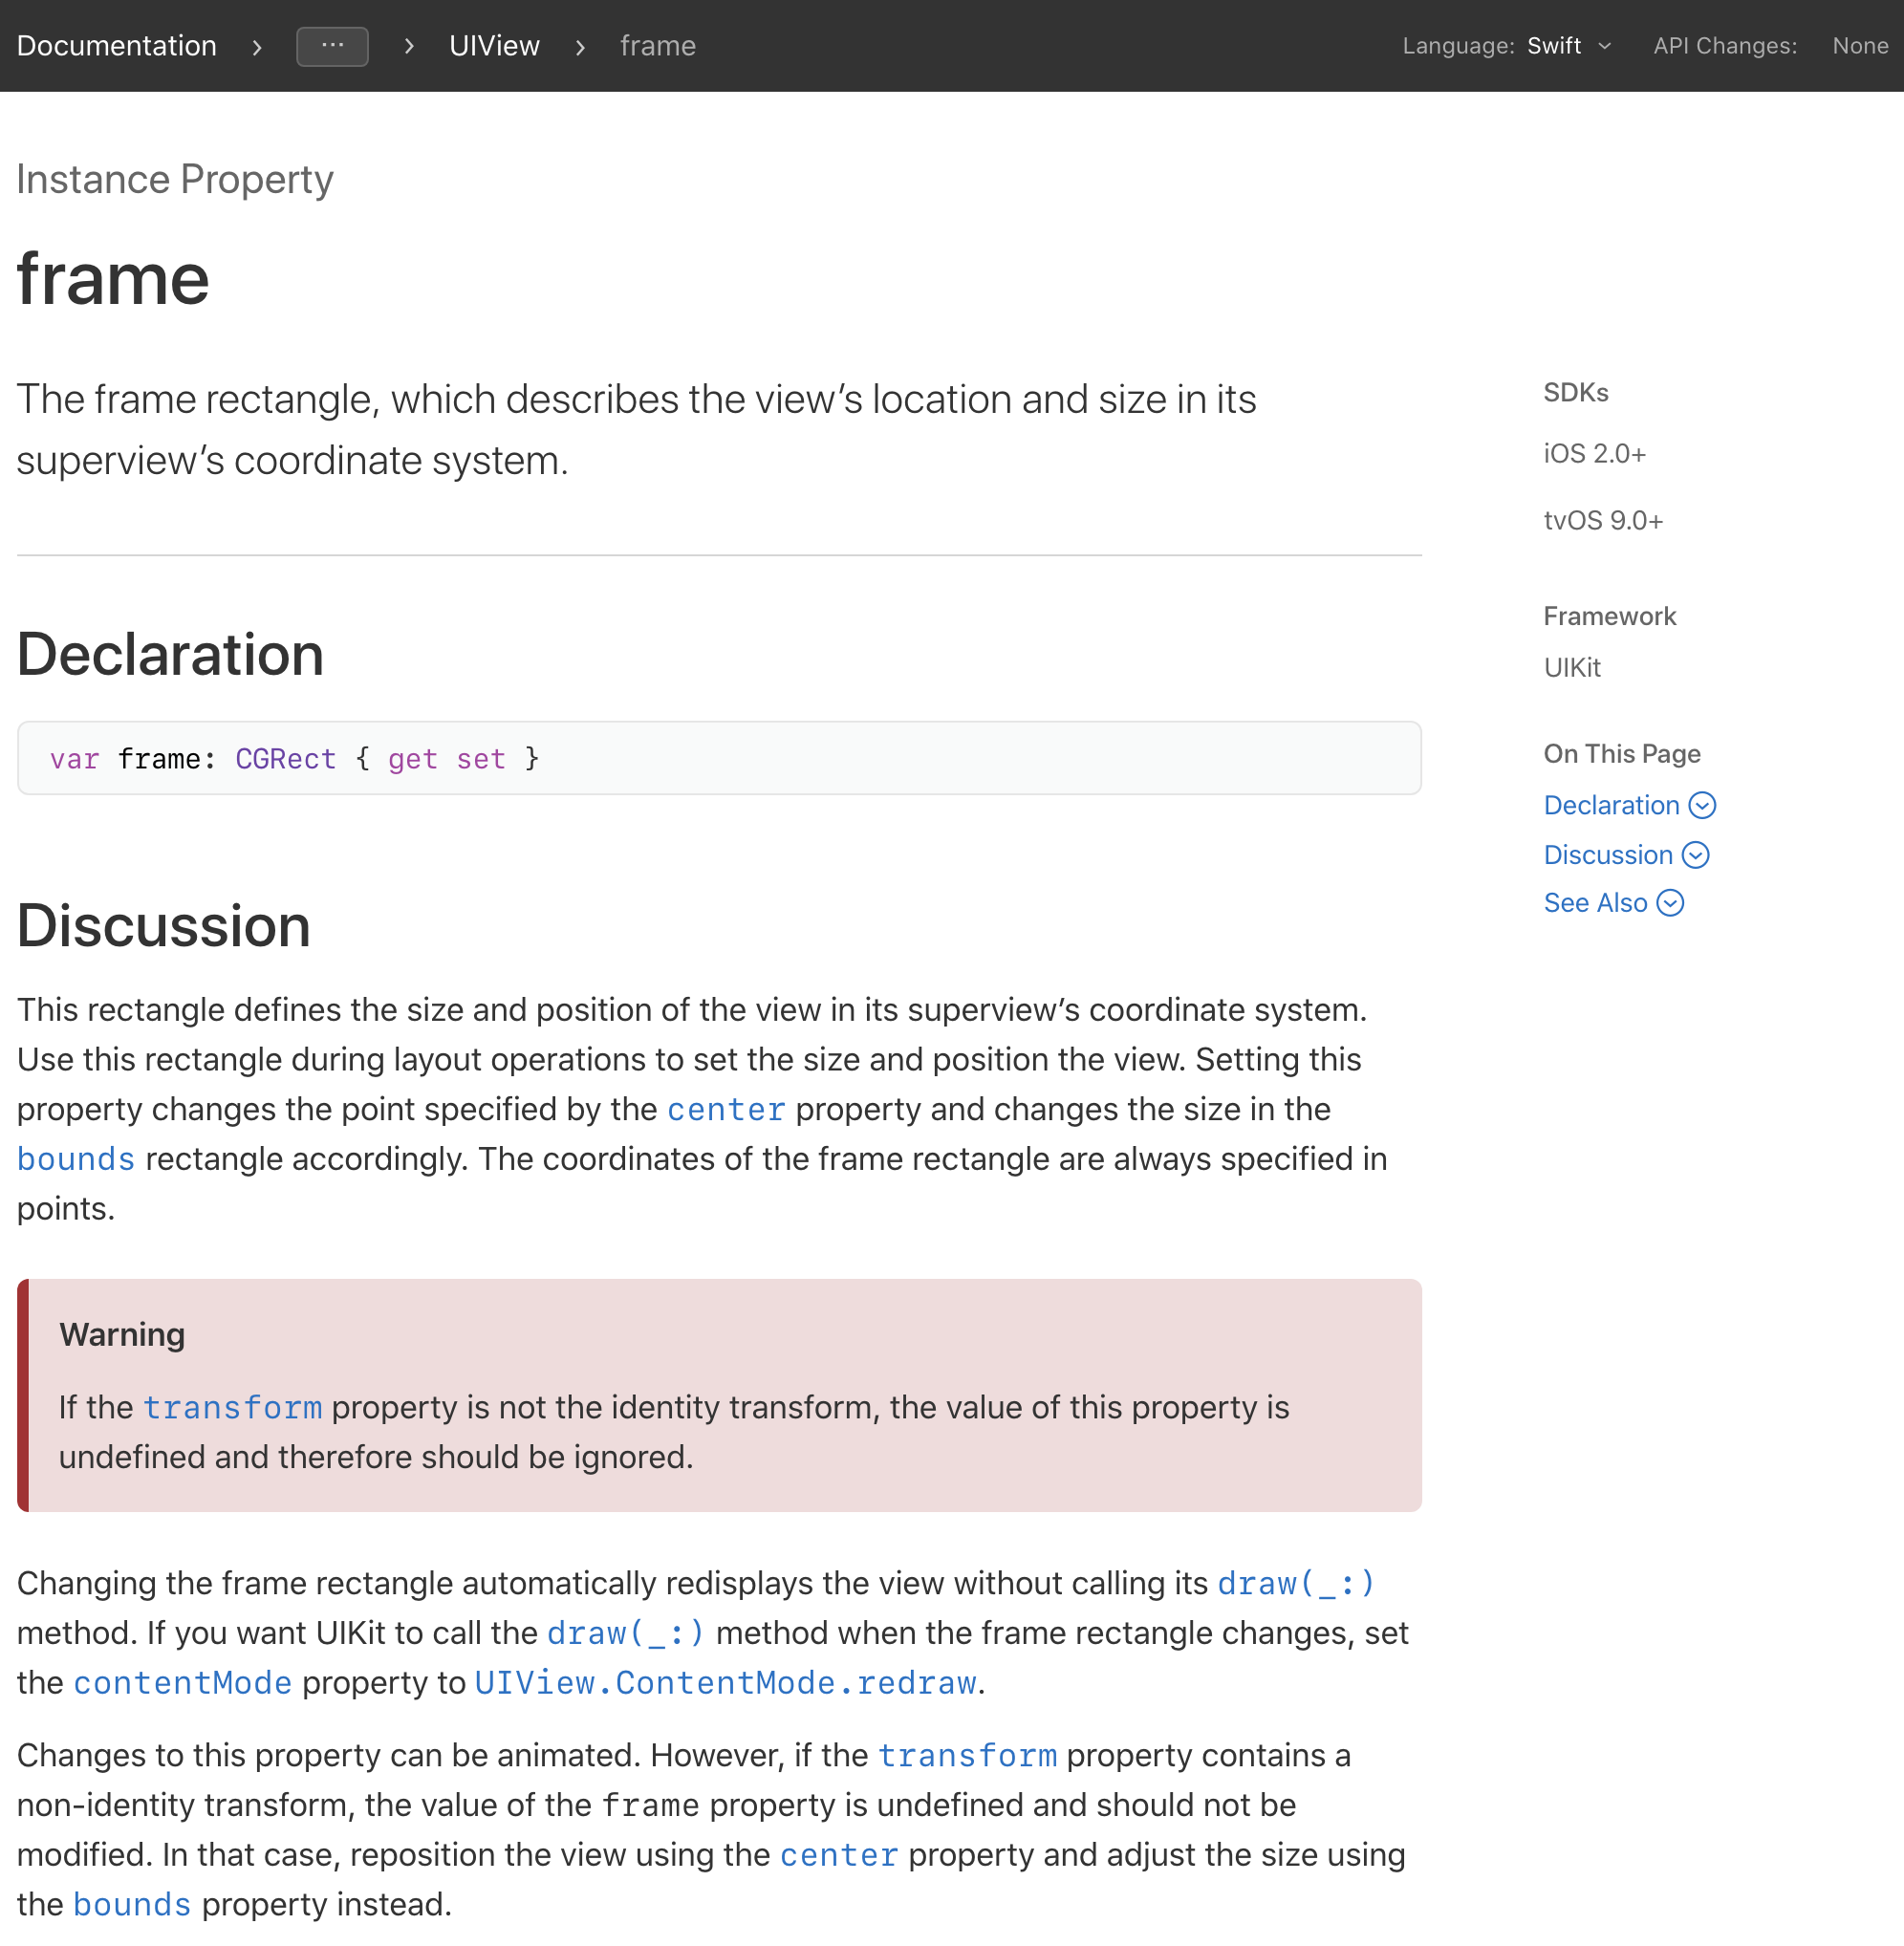 Documentation > ··· > UIView > frame
Language: Swift API Changes: None
Instance Property
frame
The frame rectangle, which describes the view’s location and size in its
superview’s coordinate system.
SDKs
iOS 2.0+
tvOS 9.0+
Framework
UIKit
On This Page
Declaration
Discussion
See Also
Declaration
var frame: CGRect { get set }
Discussion
This rectangle defines the size and position of the view in its superview’s coordinate system.
Use this rectangle during layout operations to set the size and position the view. Setting this
property changes the point specified by the center property and changes the size in the
bounds rectangle accordingly. The coordinates of the frame rectangle are always specified in
points.
Warning
If the transform property is not the identity transform, the value of this property is
undefined and therefore should be ignored.
Changing the frame rectangle automatically redisplays the view without calling its draw(_:)
method. If you want UIKit to call the draw(_:) method when the frame rectangle changes, set
the contentMode property to UIView.ContentMode.redraw.
Changes to this property can be animated. However, if the transform property contains a
non-identity transform, the value of the frame property is undefined and should not be
modified. In that case, reposition the view using the center property and adjust the size using
the bounds property instead.